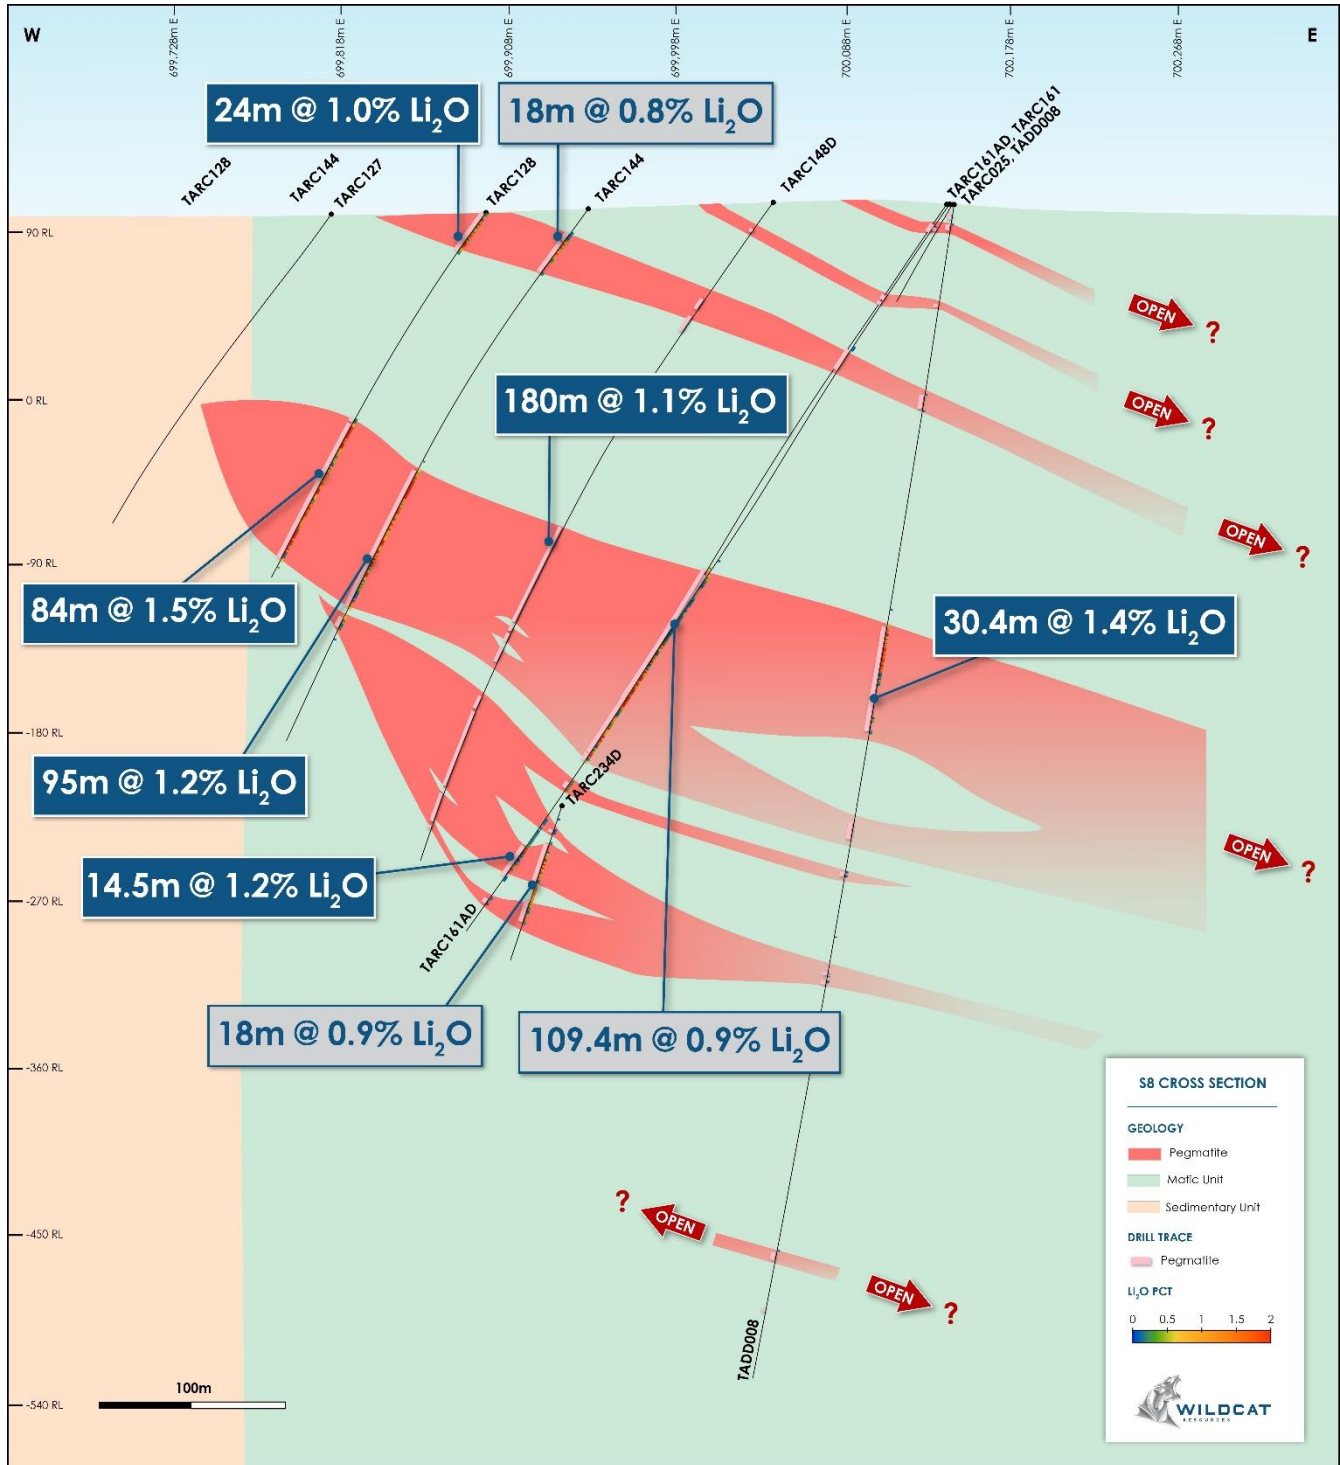 W
699,728m E
699,818m E
699,908m E
699,998m E
700,088m E
700,178m E
700,268m E
E
24m @ 1.0% Li₂O
18m @ 0.8% Li₂O
TARC128
TARC144
TARC127
TARC128
TARC144
TARC148D
TARC161AD, TARC161
TARC025, TADD008
90 RL
OPEN
?
0 RL
180m @ 1.1% Li₂O
OPEN
?
OPEN
?
-90 RL
84m @ 1.5% Li₂O
30.4m @ 1.4% Li₂O
-180 RL
95m @ 1.2% Li₂O
TARC234D
OPEN
?
14.5m @ 1.2% Li₂O
-270 RL
TARC161AD
18m @ 0.9% Li₂O
109.4m @ 0.9% Li₂O
-360 RL
S8 CROSS SECTION
GEOLOGY
Pegmatite
Mafic Unit
Sedimentary Unit
DRILL TRACE
Pegmatite
Li₂O PCT
0 0.5 1 1.5 2
WILDCAT
RESOURCES
?
OPEN
-450 RL
OPEN
?
TADD008
100m
-540 RL